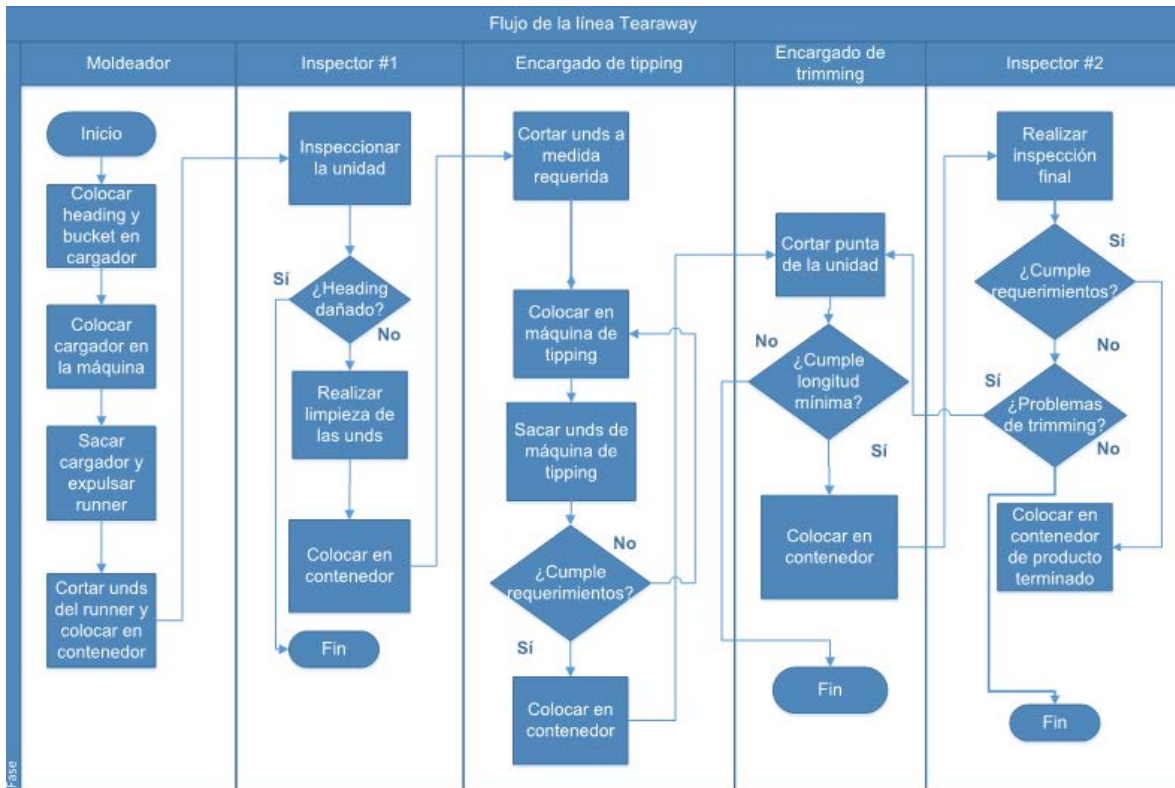 Flujo de la línea Tearaway
Moldeador
Inspector #1
Encargado de tipping
Encargado de
trimming
Inspector #2
Inicio
Colocar
heading y
bucket en
cargador
Colocar
cargador en
la máquina
Sacar
cargador y
expulsar
runner
Cortar unds
del runner y
colocar en
contenedor
Inspeccionar
la unidad
Sí
¿Heading
dañado?
No
Realizar
limpieza de
las unds
Colocar en
contenedor
Fin
Cortar unds a
medida
requerida
Colocar en
máquina de
tipping
Sacar unds de
máquina de
tipping
No
¿Cumple
requerimientos?
Sí
Colocar en
contenedor
Cortar punta
de la unidad
No
¿Cumple
longitud
mínima?
Sí
Colocar en
contenedor
Fin
Realizar
inspección
final
Sí
¿Cumple
requerimientos?
No
Sí
¿Problemas
de trimming?
No
Colocar en
contenedor
de producto
terminado
Fin
Fase